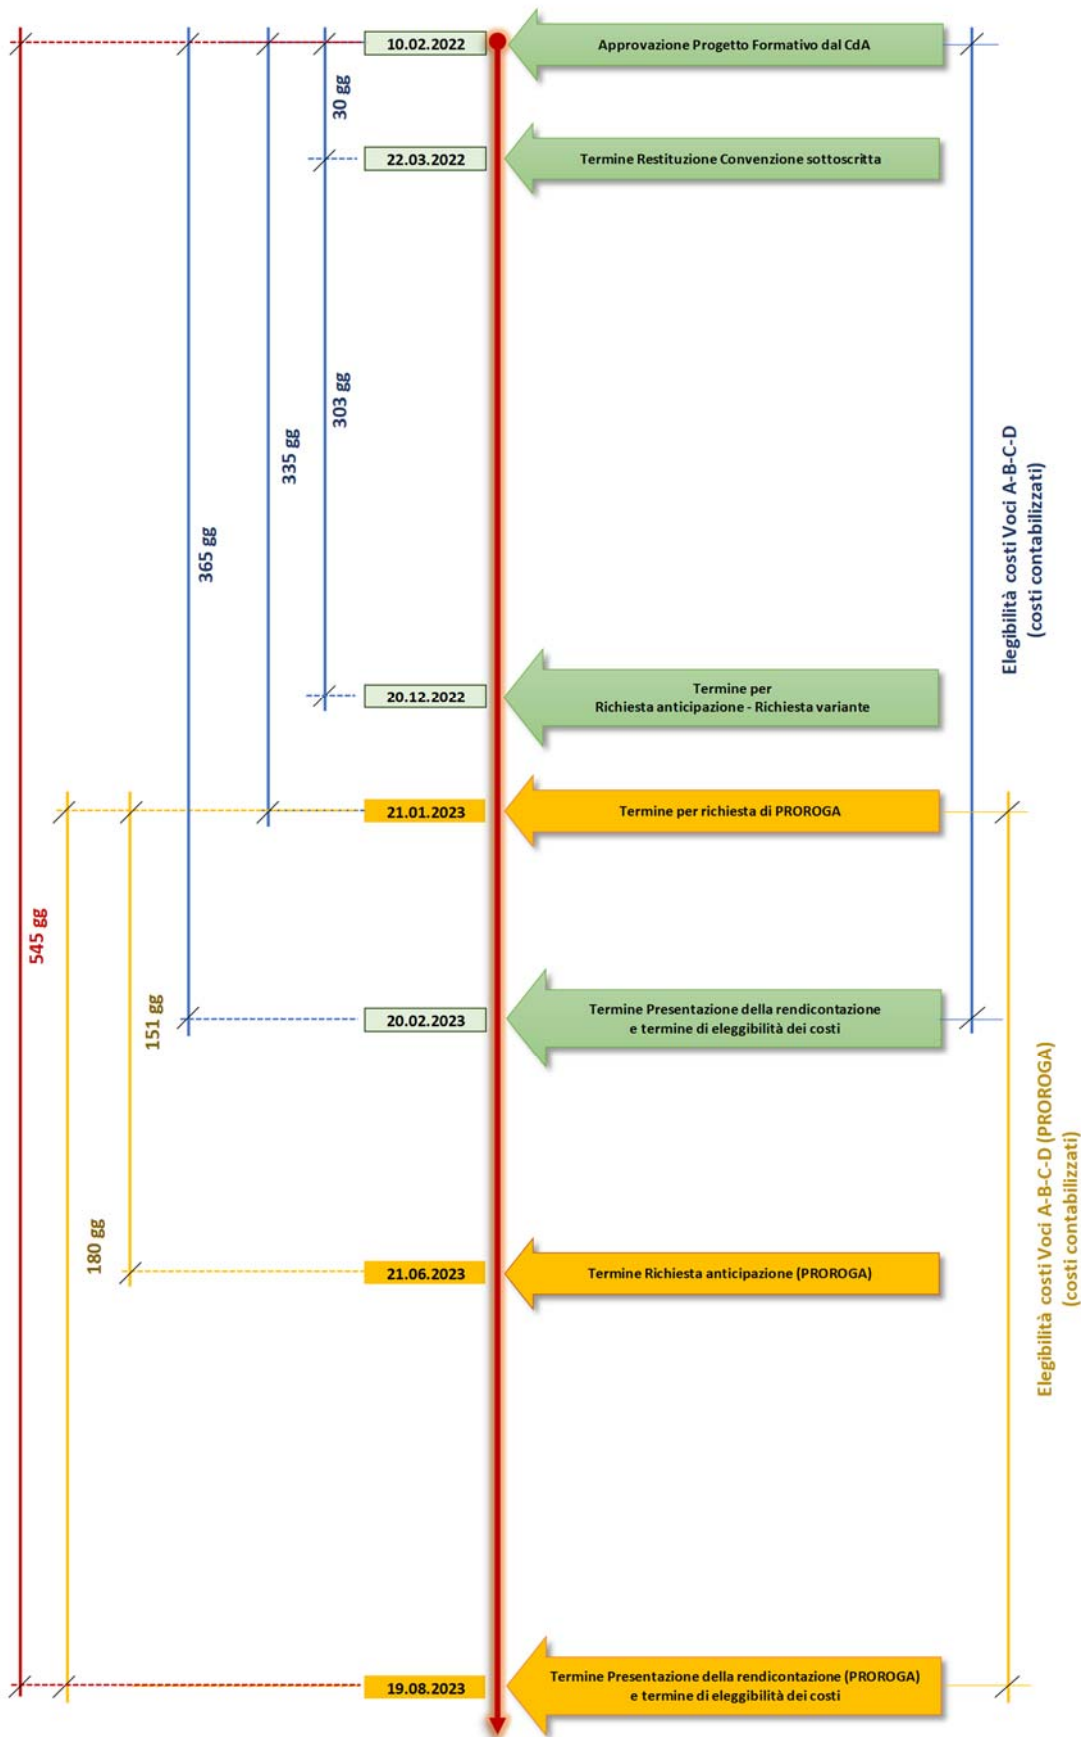 10.02.2022
Approvazione Progetto Formativo dal CdA
30 gg
22.03.2022
Termine Restituzione Convenzione sottoscritta
303 gg
335 gg
365 gg
Elegibilità costi Voci A-B-C-D
(costi contabilizzati)
20.12.2022
Termine per
Richiesta anticipazione - Richiesta variante
21.01.2023
Termine per richiesta di PROROGA
545 gg
151 gg
180 gg
20.02.2023
Termine Presentazione della rendicontazione
e termine di eleggibilità dei costi
Elegibilità costi Voci A-B-C-D (PROROGA)
(costi contabilizzati)
21.06.2023
Termine Richiesta anticipazione (PROROGA)
19.08.2023
Termine Presentazione della rendicontazione (PROROGA)
e termine di eleggibilità dei costi